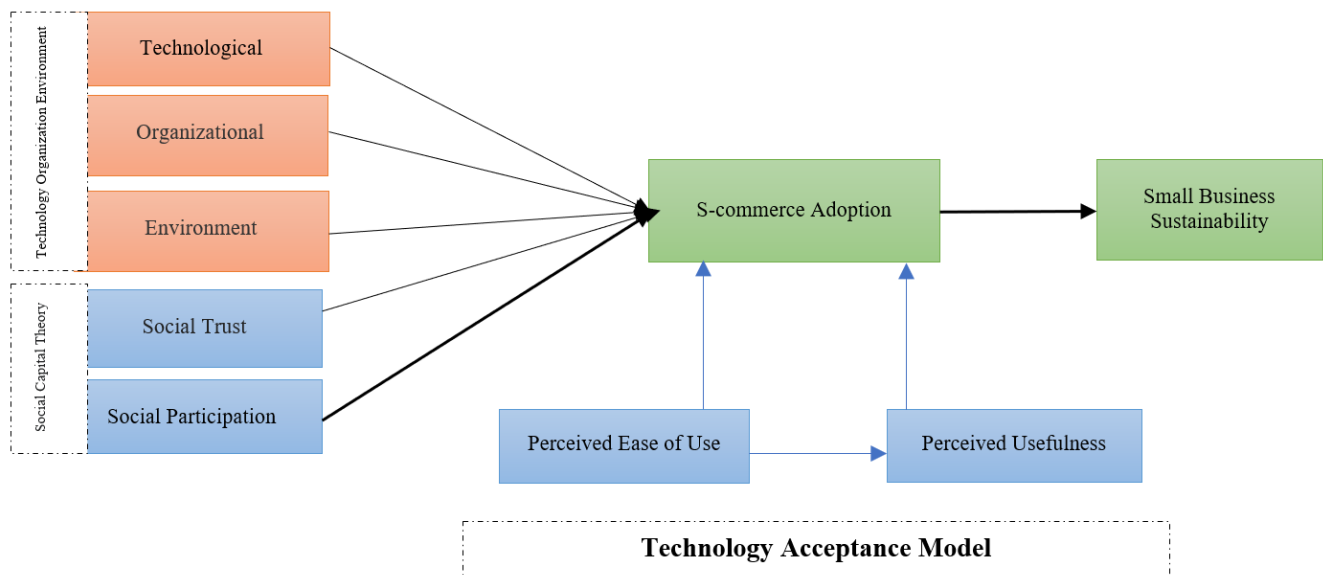 Technology Organization Environment
Technological
Organizational
Environment
Social Capital Theory
Social Trust
Social Participation
S-commerce Adoption
Small Business
Sustainability
Perceived Ease of Use
Perceived Usefulness
Technology Acceptance Model